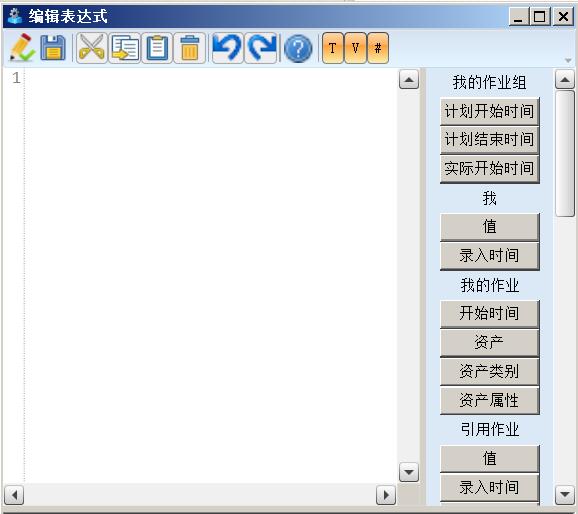 编辑表达式
T V #
1
我的作业组
计划开始时间
计划结束时间
实际开始时间
我
值
录入时间
我的作业
开始时间
资产
资产类别
资产属性
引用作业
值
录入时间